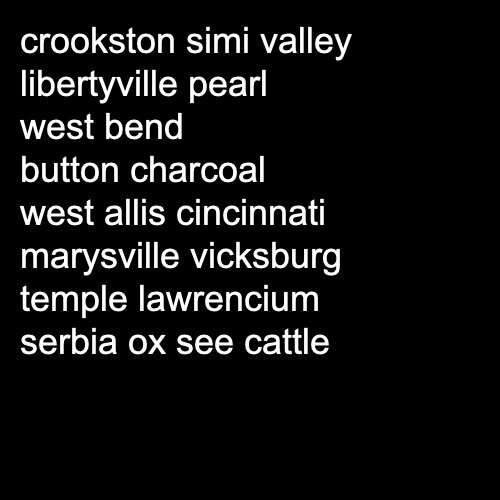 crookston simi valley
libertyville pearl
west bend
button charcoal
west allis cincinnati
marysville vicksburg
temple lawrencium
serbia ox see cattle